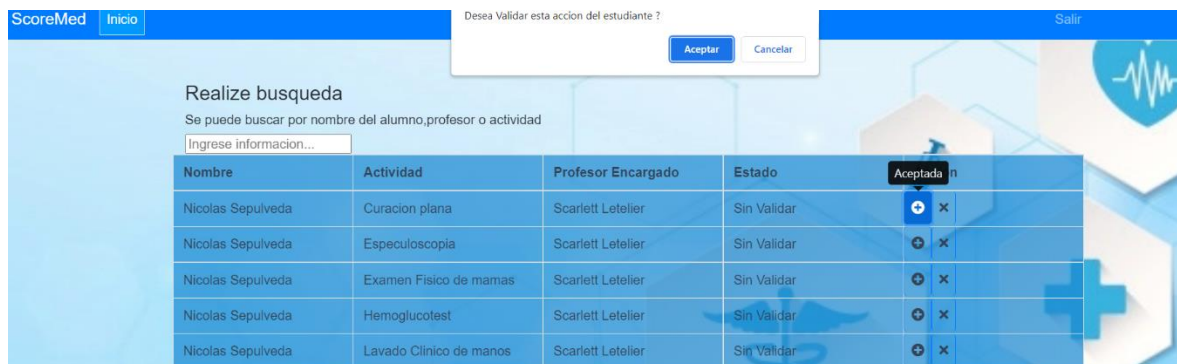 ScoreMed Inicio Salir
Desea Validar esta accion del estudiante ?
Aceptar Cancelar
Realize busqueda
Se puede buscar por nombre del alumno,profesor o actividad
Ingrese informacion...
Nombre Actividad Profesor Encargado Estado
Aceptada
Nicolas Sepulveda Curacion plana Scarlett Letelier Sin Validar
Nicolas Sepulveda Especuloscopia Scarlett Letelier Sin Validar
Nicolas Sepulveda Examen Fisico de mamas Scarlett Letelier Sin Validar
Nicolas Sepulveda Hemoglucotest Scarlett Letelier Sin Validar
Nicolas Sepulveda Lavado Clinico de manos Scarlett Letelier Sin Validar